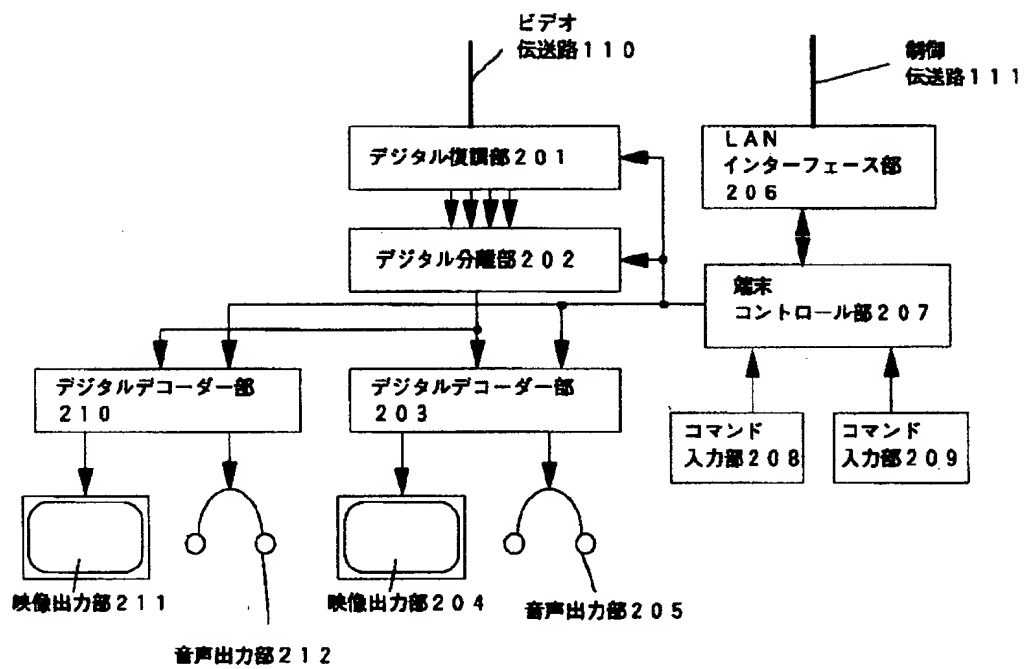 ビデオ
伝送路110
制御
伝送路111
デジタル復調部201
LAN
インターフェース部
206
デジタル分離部202
端末
コントロール部207
デジタルデコーダー部
210
デジタルデコーダー部
203
コマンド
入力部208
コマンド
入力部209
映像出力部211
映像出力部204
音声出力部205
音声出力部212